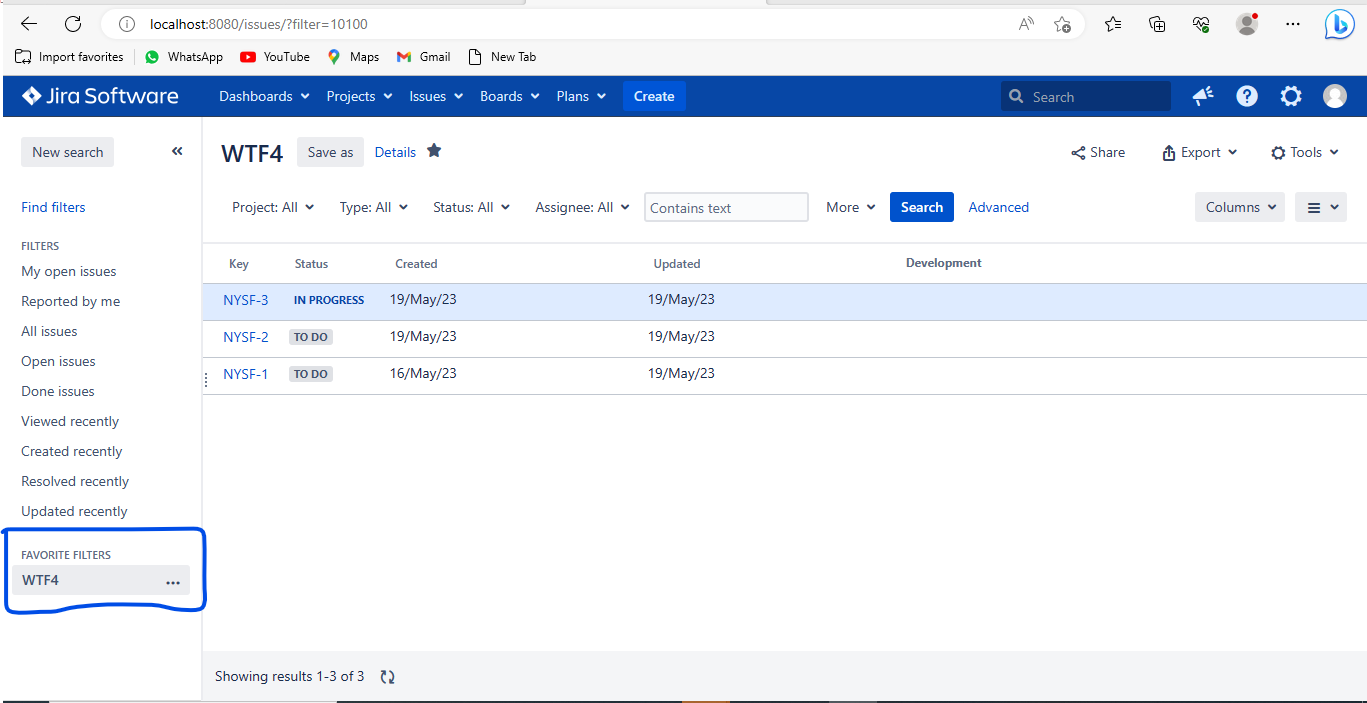 localhost:8080/issues/?filter=10100
Import favorites WhatsApp YouTube Maps Gmail New Tab
Jira Software Dashboards Projects Issues Boards Plans Create Search
New search « WTF4 Save as Details Share Export Tools
Find filters Project: All Type: All Status: All Assignee: All Contains text More Search Advanced Columns
FILTERS
My open issues
Reported by me
All issues
Open issues
Done issues
Viewed recently
Created recently
Resolved recently
Updated recently
FAVORITE FILTERS
WTF4 ...
Key Status Created Updated Development
NYSF-3 IN PROGRESS 19/May/23 19/May/23
NYSF-2 TO DO 19/May/23 19/May/23
NYSF-1 TO DO 16/May/23 19/May/23
Showing results 1-3 of 3